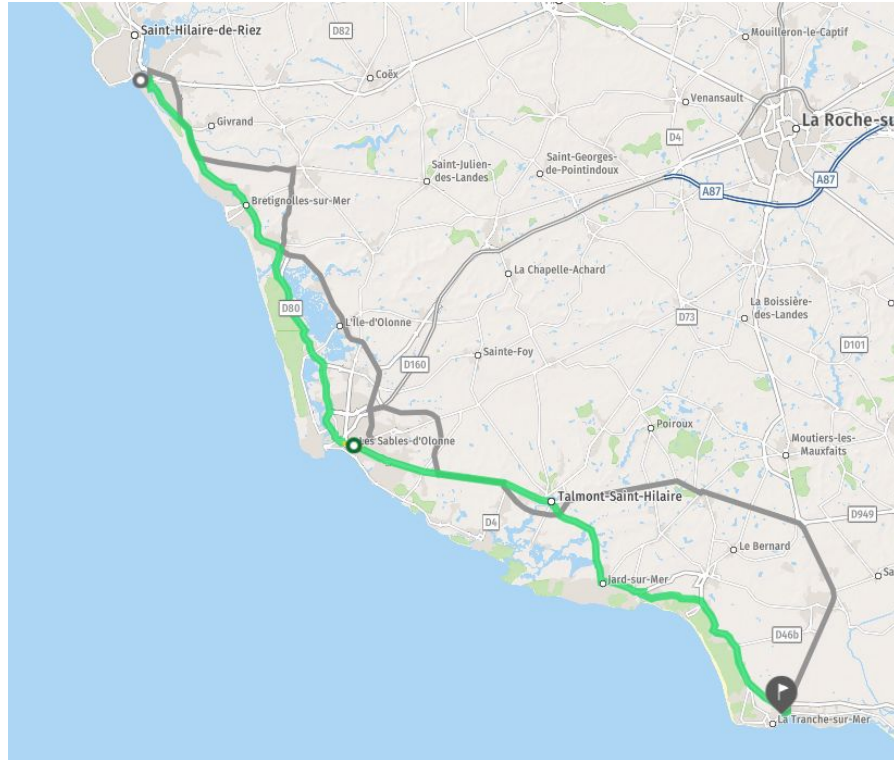 Saint-Hilaire-de-Riez
D82
Mouilleron-le-Captif
Coëx
Venansault
Givrand
La Roche-su
D4
Saint-Julien
des-Landes
Saint-Georges
de-Pointindoux
A87
A87
Bretignolles-sur-Mer
La Chapelle-Achard
D80
L'Île-d'Olonne
La Boissière-
des-Landes
D73
D101
Sainte-Foy
D160
Poiroux
Les Sables-d'Olonne
Moutiers-les-
Mauxfaits
Talmont-Saint-Hilaire
D949
D4
Le Bernard
Sa
Jard-sur-Mer
D46b
La Tranche-sur-Mer